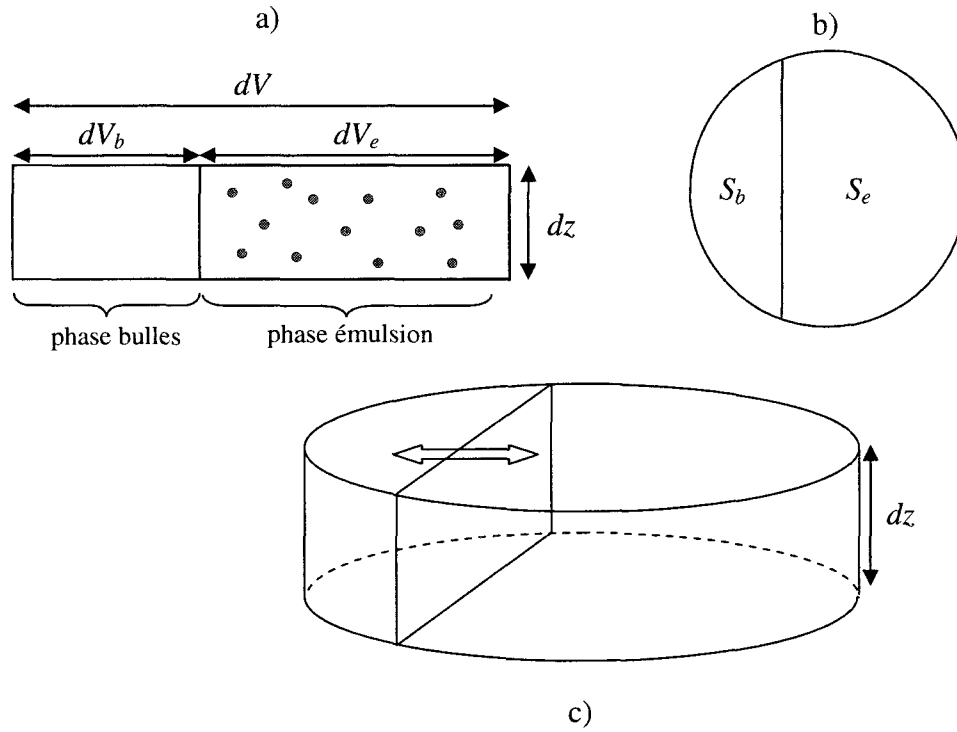 a)
b)
dV
dV_b dV_e
S_b S_e
dz
phase bulles phase émulsion
dz
c)